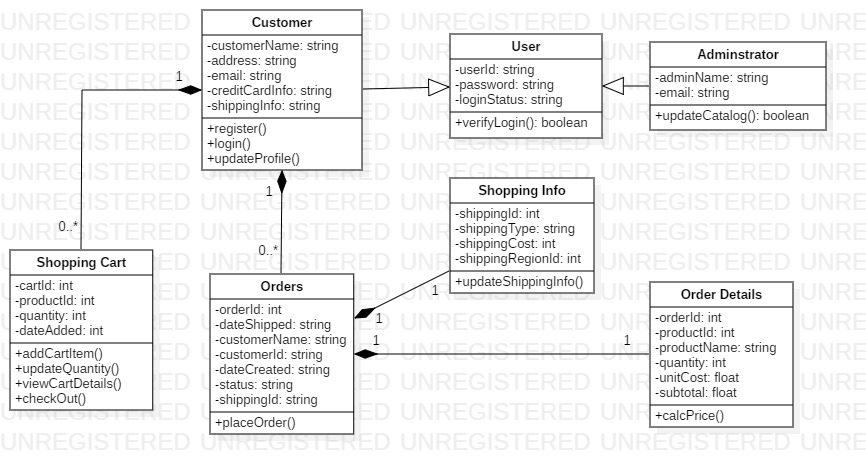 Customer
-customerName: string
-address: string
-email: string
-creditCardInfo: string
-shippingInfo: string
+register()
+login()
+updateProfile()
User
-userId: string
-password: string
-loginStatus: string
+verifyLogin(): boolean
Adminstrator
-adminName: string
-email: string
+updateCatalog(): boolean
1
1
0..*
0..*
Shopping Cart
-cartId: int
-productId: int
-quantity: int
-dateAdded: int
+addCartItem()
+updateQuantity()
+viewCartDetails()
+checkOut()
Orders
-orderId: int
-dateShipped: string
-customerName: string
-customerId: string
-dateCreated: string
-status: string
-shippingId: string
+placeOrder()
Shopping Info
-shippingId: int
-shippingType: string
-shippingCost: int
-shippingRegionId: int
+updateShippingInfo()
1
1
1
1
Order Details
-orderId: int
-productId: int
-productName: string
-quantity: int
-unitCost: float
-subtotal: float
+calcPrice()
UNREGISTERED